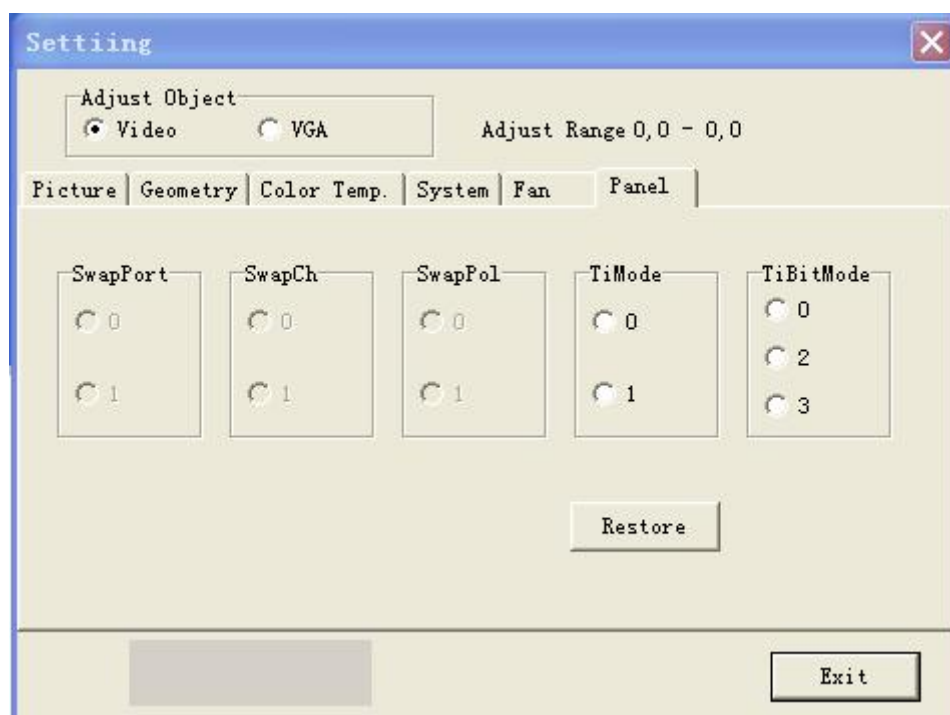 Settiing
Adjust Object
Video VGA Adjust Range 0,0 - 0,0
Picture Geometry Color Temp. System Fan Panel
SwapPort SwapCh SwapPol TiMode TiBitMode
0 0 0 0 0
2
1 1 1 1 3
Restore
Exit